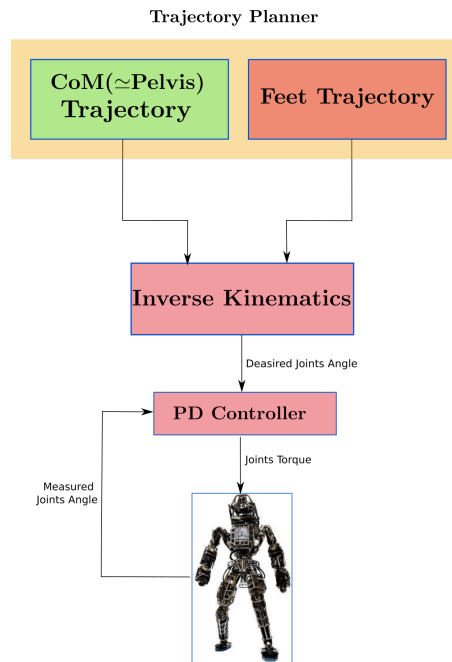 Trajectory Planner
CoM(≃Pelvis)
Trajectory
Feet Trajectory
Inverse Kinematics
Deasired Joints Angle
PD Controller
Joints Torque
Measured
Joints Angle